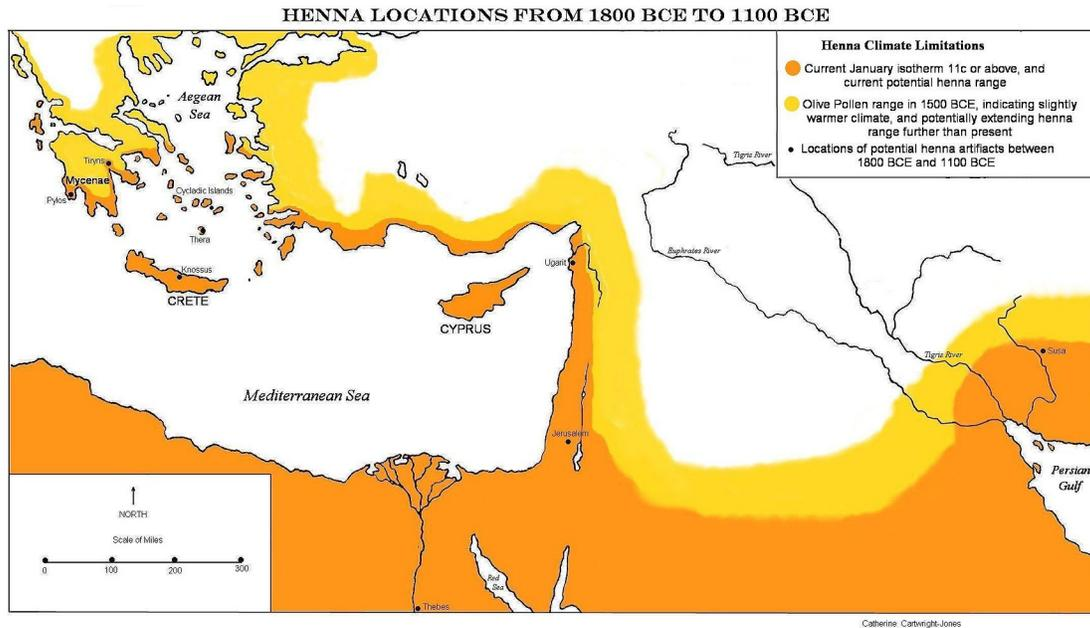 HENNA LOCATIONS FROM 1800 BCE TO 1100 BCE
Henna Climate Limitations
Current January isotherm 11c or above, and
current potential henna range
Olive Pollen range in 1500 BCE, indicating slightly
warmer climate, and potentially extending henna
range further than present
Locations of potential henna artifiacts between
1800 BCE and 1100 BCE
Aegean
Sea
Tiryns
Mycenae
Pylos
Cycladic Islands
Thera
Knossus
CRETE
CYPRUS
Ugarit
Tigris River
Euphrates River
Tigris River
Susa
Mediterranean Sea
Jerusalem
Persian
Gulf
NORTH
Scale of Miles
0 100 200 300
Red
Sea
Thebes
Catherine Cartwright-Jones